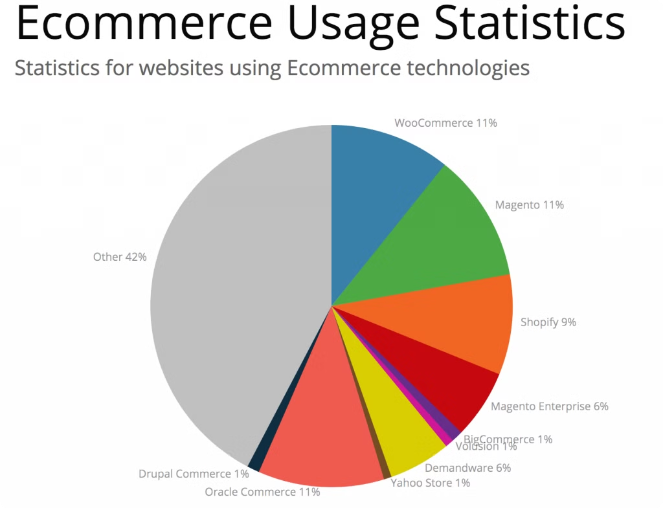 Ecommerce Usage Statistics
Statistics for websites using Ecommerce technologies
WooCommerce 11%
Magento 11%
Other 42%
Shopify 9%
Magento Enterprise 6%
BigCommerce 1%
Volusion 1%
Demandware 6%
Drupal Commerce 1%
Yahoo Store 1%
Oracle Commerce 11%